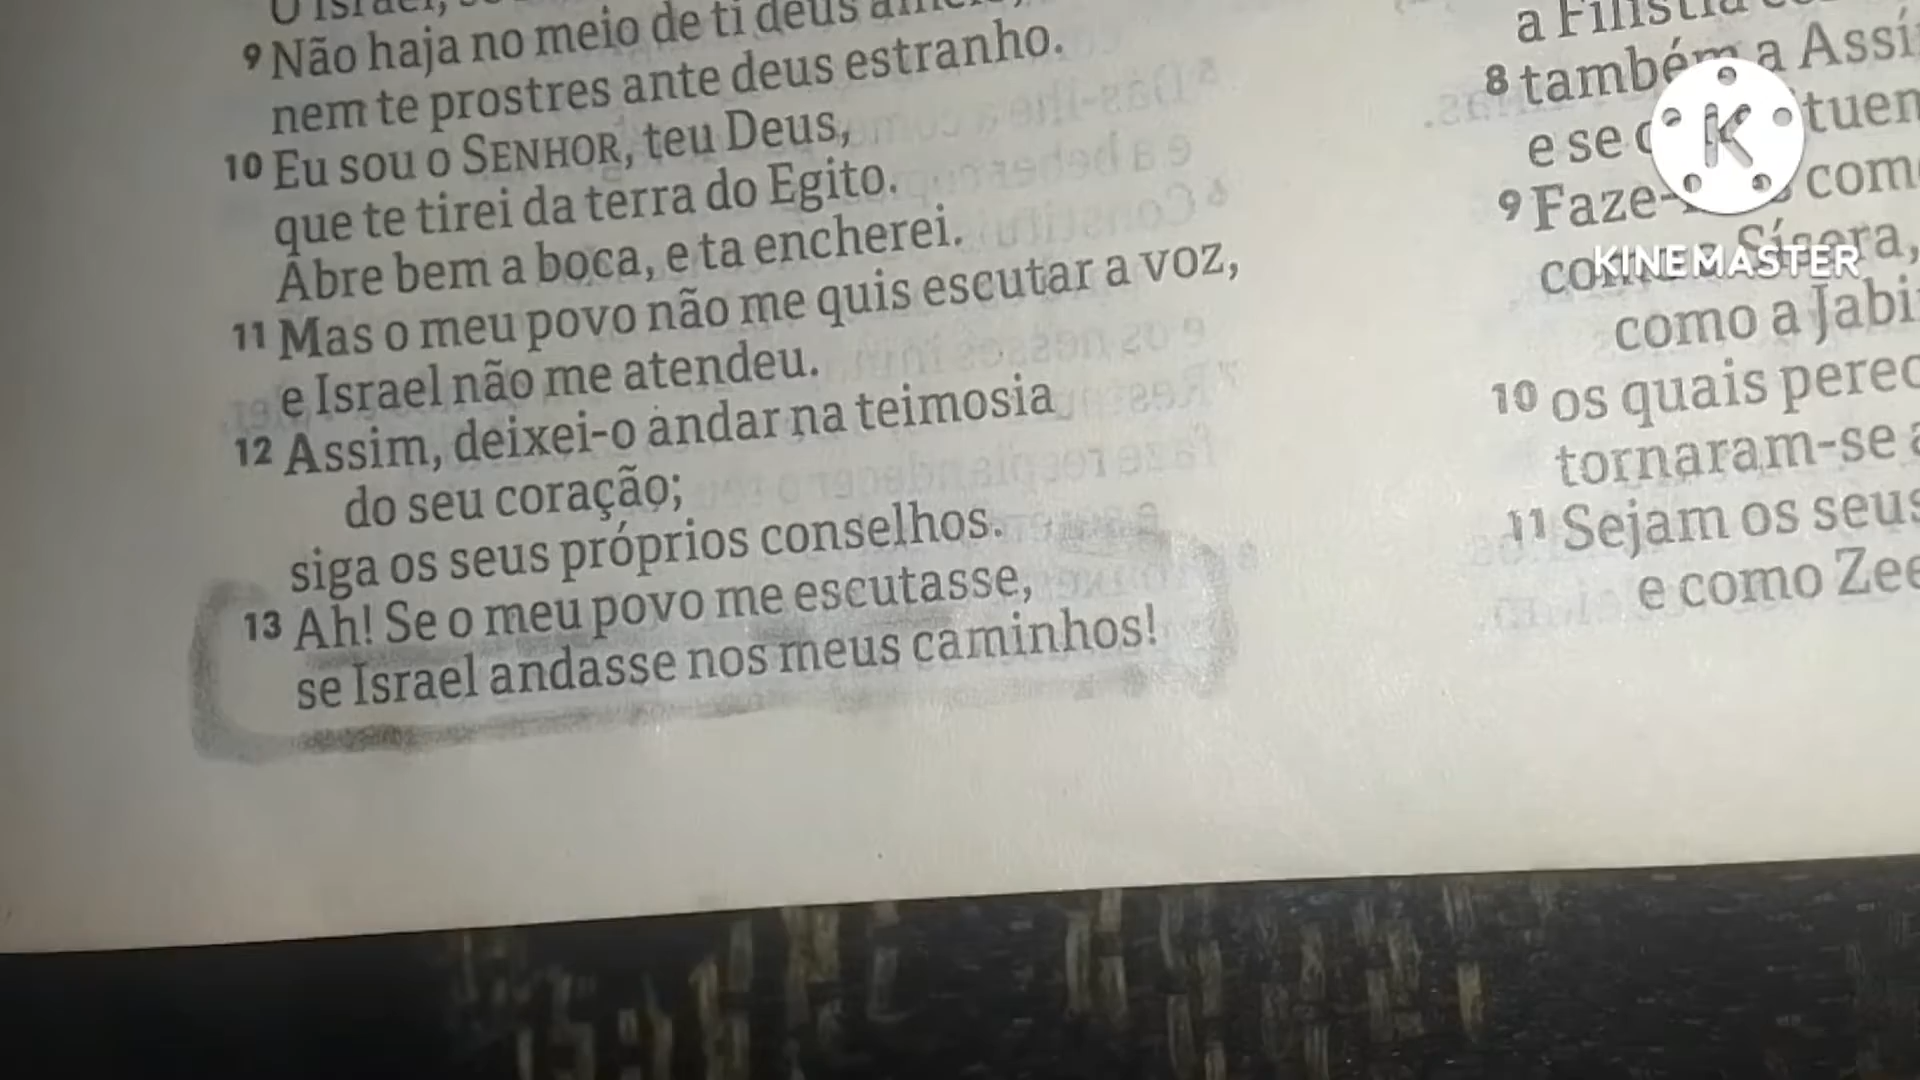 9 Não haja no meio de ti deus
nem te prostres ante deus estranho.
10 Eu sou o SENHOR, teu Deus,
que te tirei da terra do Egito.
Abre bem a boca, e ta encherei.
11 Mas o meu povo não me quis escutar a voz,
e Israel não me atendeu.
12 Assim, deixei-o andar na teimosia
do seu coração;
siga os seus próprios conselhos.
13 Ah! Se o meu povo me escutasse,
se Israel andasse nos meus caminhos!
a Filístia
8 também a Assí
e se
9 Faze-
como a Jabi
10 os quais perec
tornaram-se a
11 Sejam os seus
e como Zee
K
KINEMASTER